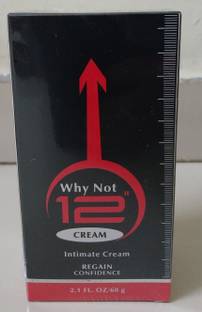 Why Not
12"
CREAM
Intimate Cream
REGAIN
CONFIDENCE
2.1 FL. OZ/60 g